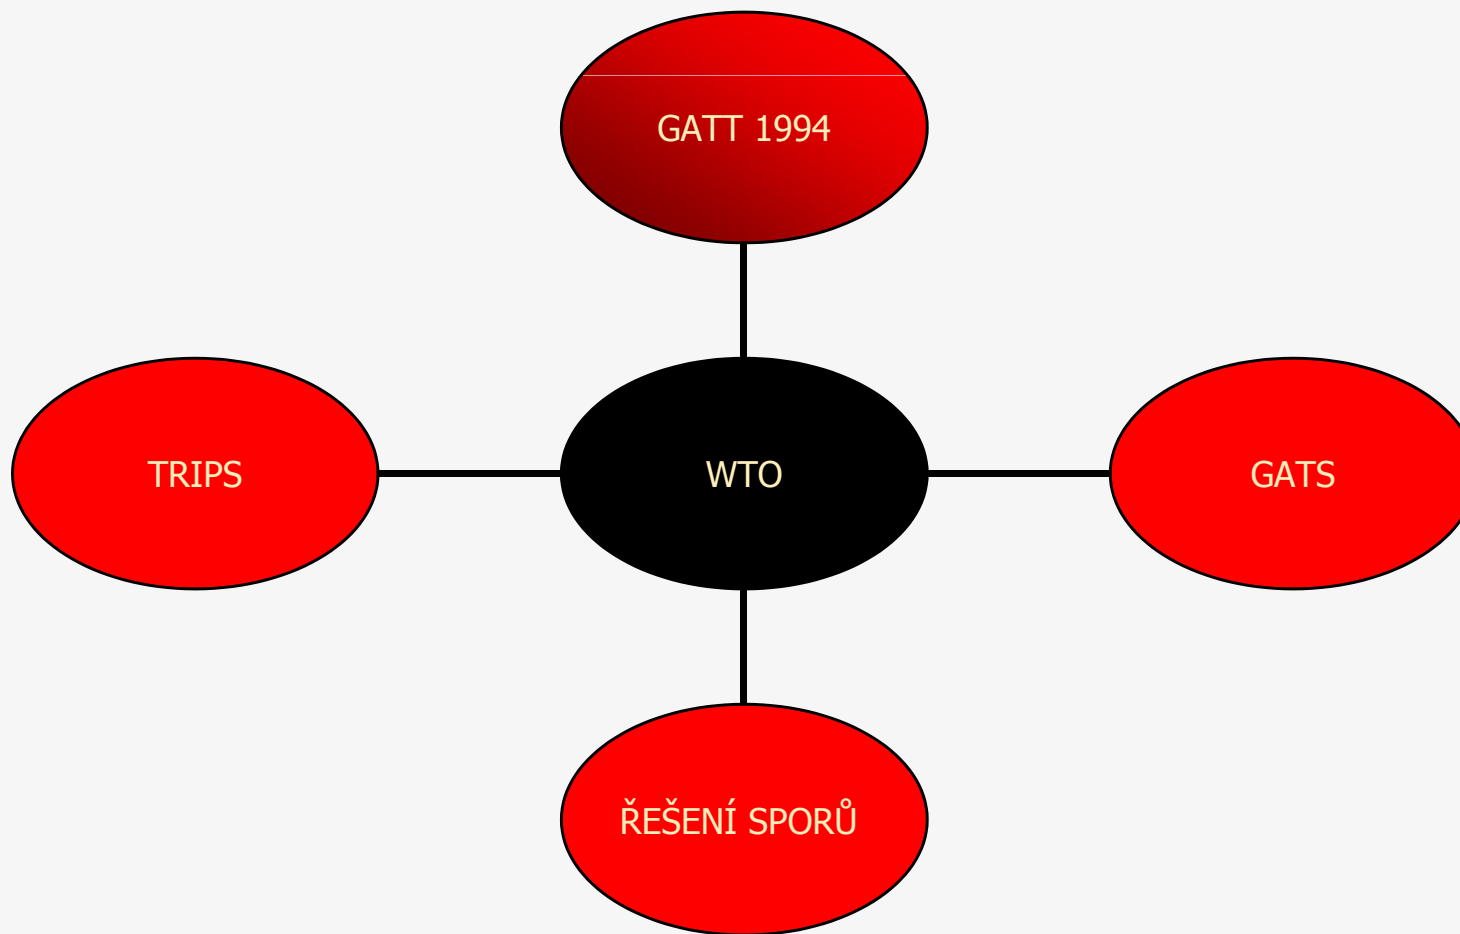 GATT 1994
TRIPS
WTO
GATS
ŘEŠENÍ SPORŮ